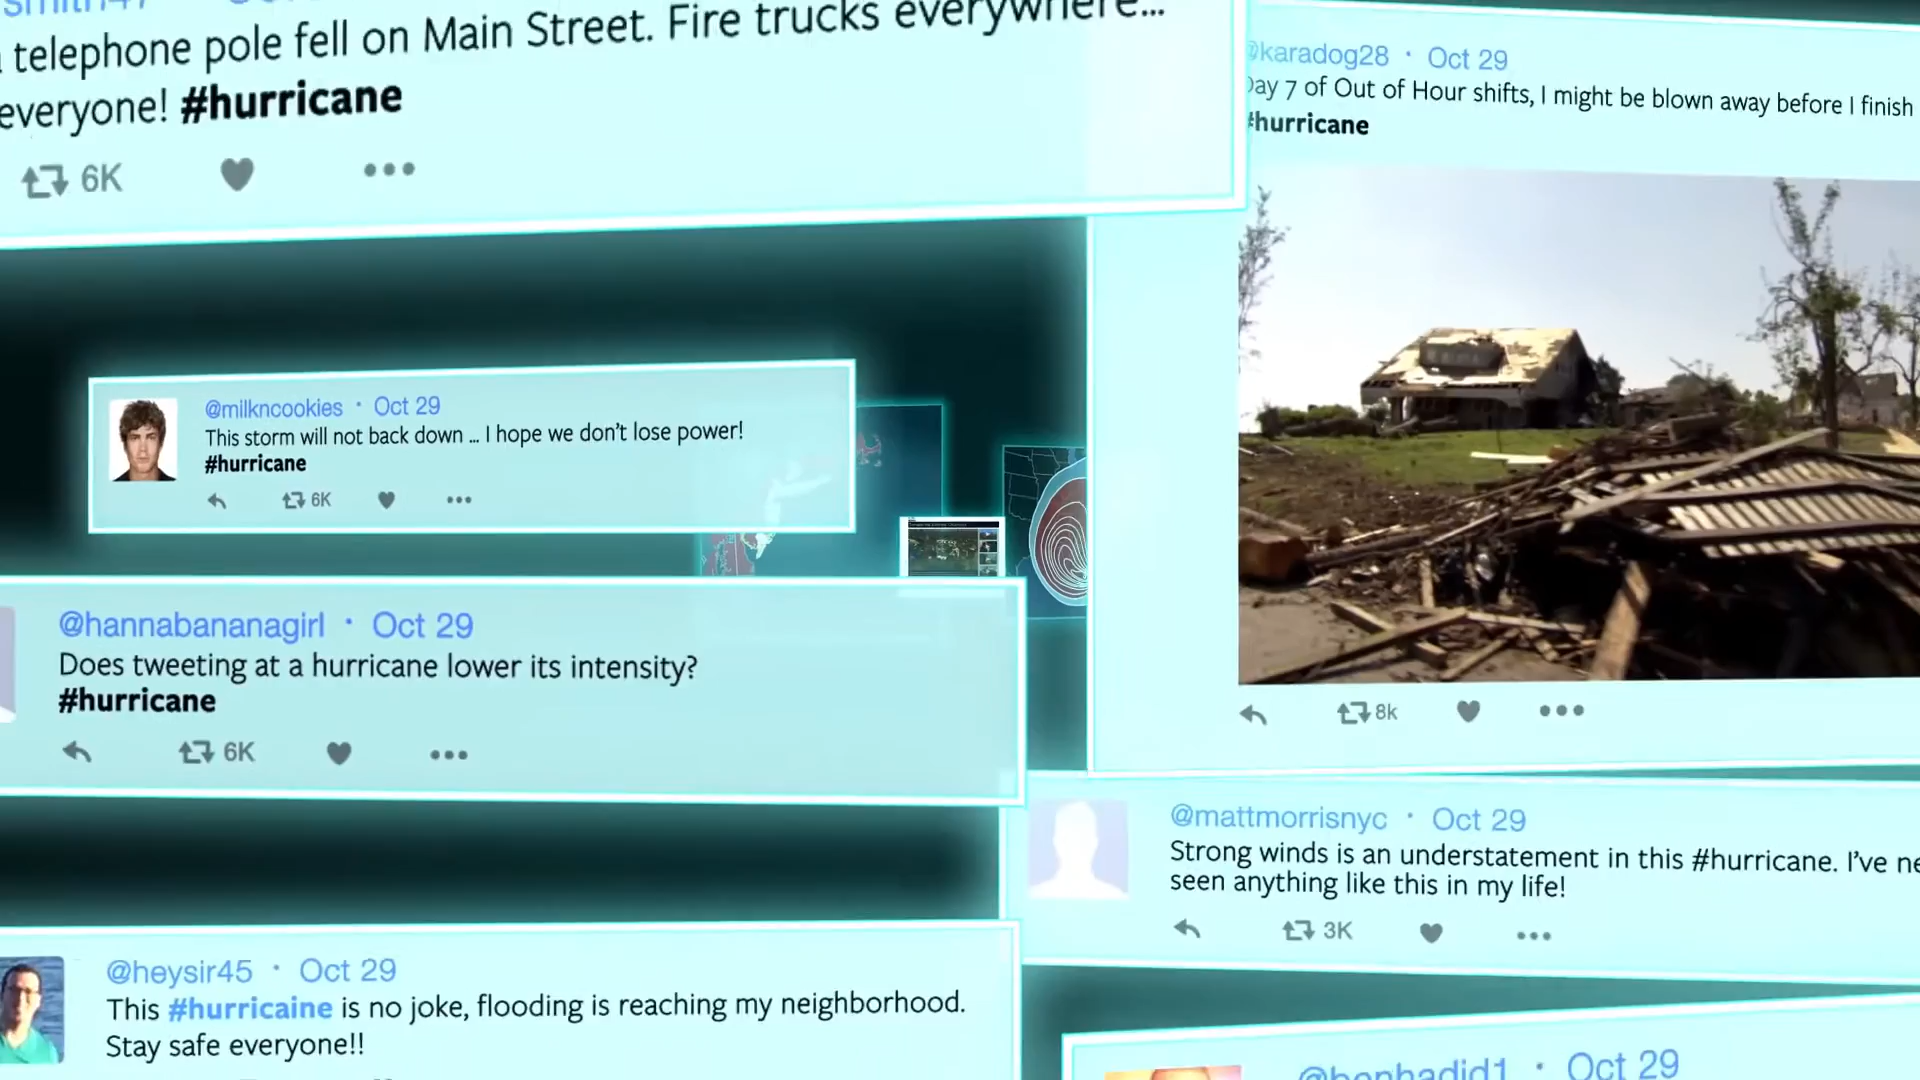 telephone pole fell on Main Street. Fire trucks everywhere...
everyone! #hurricane
6K
@karadog28 · Oct 29
Day 7 of Out of Hour shifts, I might be blown away before I finish
#hurricane
8k
@milkncookies · Oct 29
This storm will not back down ... I hope we don't lose power!
#hurricane
6K
@hannabananagirl · Oct 29
Does tweeting at a hurricane lower its intensity?
#hurricane
6K
@mattmorrisnyc · Oct 29
Strong winds is an understatement in this #hurricane. I've
seen anything like this in my life!
3K
@heysir45 · Oct 29
This #hurricaine is no joke, flooding is reaching my neighborhood.
Stay safe everyone!!
Oct 29